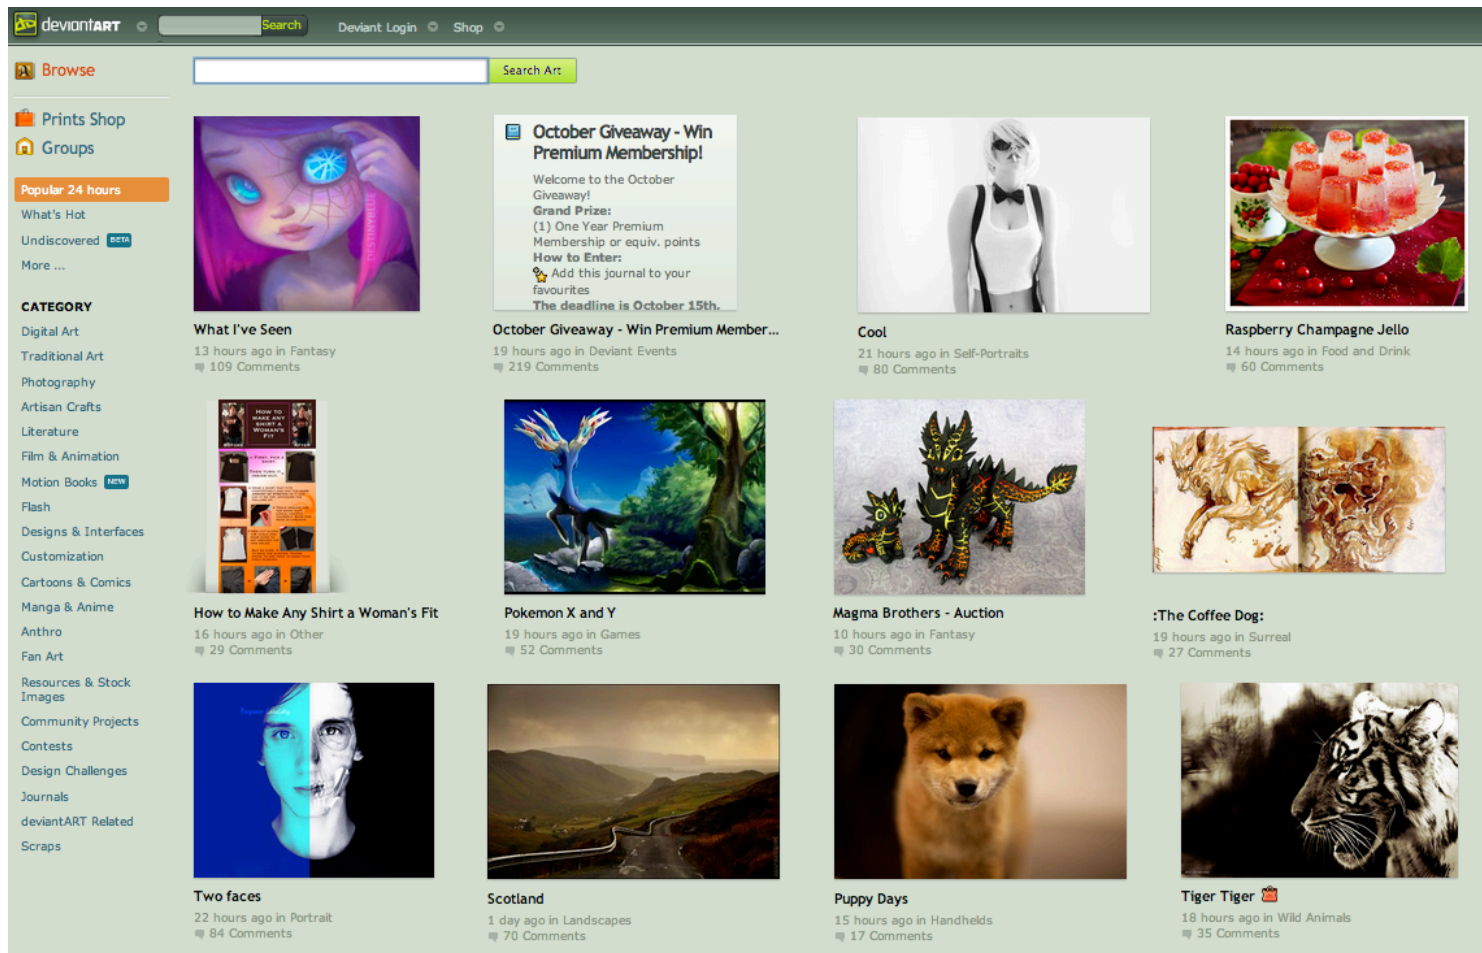 deviantART
Search
Deviant Login
Shop
Browse
Search Art
Prints Shop
Groups
Popular 24 hours
What's Hot
Undiscovered BETA
More ...
CATEGORY
Digital Art
Traditional Art
Photography
Artisan Crafts
Literature
Film & Animation
Motion Books NEW
Flash
Designs & Interfaces
Customization
Cartoons & Comics
Manga & Anime
Anthro
Fan Art
Resources & Stock
Images
Community Projects
Contests
Design Challenges
Journals
deviantART Related
Scraps
DESTINYBLUE
What I've Seen
13 hours ago in Fantasy
109 Comments
October Giveaway - Win
Premium Membership!
Welcome to the October
Giveaway!
Grand Prize:
(1) One Year Premium
Membership or equiv. points
How to Enter:
Add this journal to your
favourites
The deadline is October 15th.
October Giveaway - Win Premium Member...
19 hours ago in Deviant Events
219 Comments
Cool
21 hours ago in Self-Portraits
80 Comments
Raspberry Champagne Jello
14 hours ago in Food and Drink
60 Comments
How to
make any
shirt a
Woman's
Fit
How to Make Any Shirt a Woman's Fit
16 hours ago in Other
29 Comments
Pokemon X and Y
19 hours ago in Games
52 Comments
Magma Brothers - Auction
10 hours ago in Fantasy
30 Comments
:The Coffee Dog:
19 hours ago in Surreal
27 Comments
Two faces
22 hours ago in Portrait
84 Comments
Scotland
1 day ago in Landscapes
70 Comments
Puppy Days
15 hours ago in Handhelds
17 Comments
Tiger Tiger
18 hours ago in Wild Animals
35 Comments